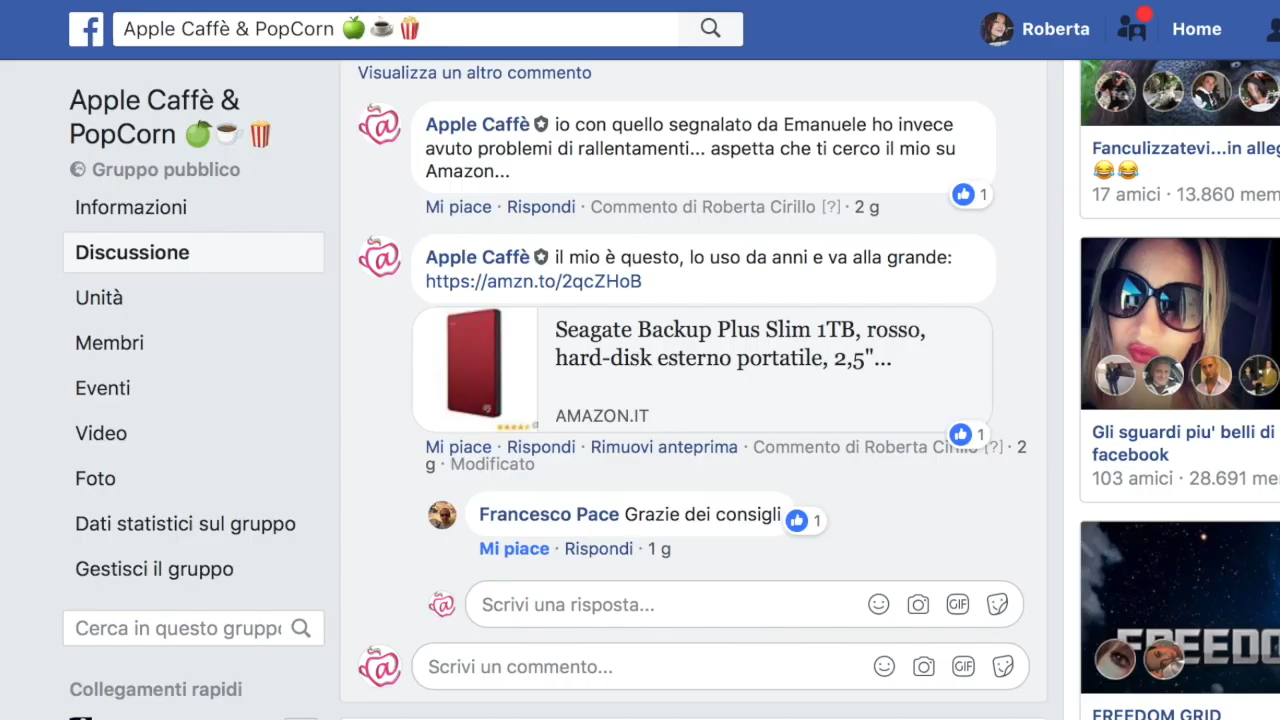 Apple Caffè & PopCorn 🍏☕🍿
Roberta
Home
Apple Caffè &
PopCorn 🍏☕🍿
Gruppo pubblico
Informazioni
Discussione
Unità
Membri
Eventi
Video
Foto
Dati statistici sul gruppo
Gestisci il gruppo
Cerca in questo grupp
Collegamenti rapidi
Visualizza un altro commento
Apple Caffè io con quello segnalato da Emanuele ho invece
avuto problemi di rallentamenti... aspetta che ti cerco il mio su
Amazon...
1
Mi piace · Rispondi · Commento di Roberta Cirillo [?] · 2 g
Apple Caffè il mio è questo, lo uso da anni e va alla grande:
https://amzn.to/2qcZHoB
Seagate Backup Plus Slim 1TB, rosso,
hard-disk esterno portatile, 2,5"...
AMAZON.IT
1
Mi piace · Rispondi · Rimuovi anteprima · Commento di Roberta Cirillo [?] · 2
g · Modificato
Francesco Pace Grazie dei consigli
1
Mi piace · Rispondi · 1 g
Scrivi una risposta...
GIF
Scrivi un commento...
GIF
Fanculizzatevi...in alleg
😂😂
17 amici · 13.860 mem
Gli sguardi piu' belli di
facebook
103 amici · 28.691 me
FREEDO
FREEDOM GRID